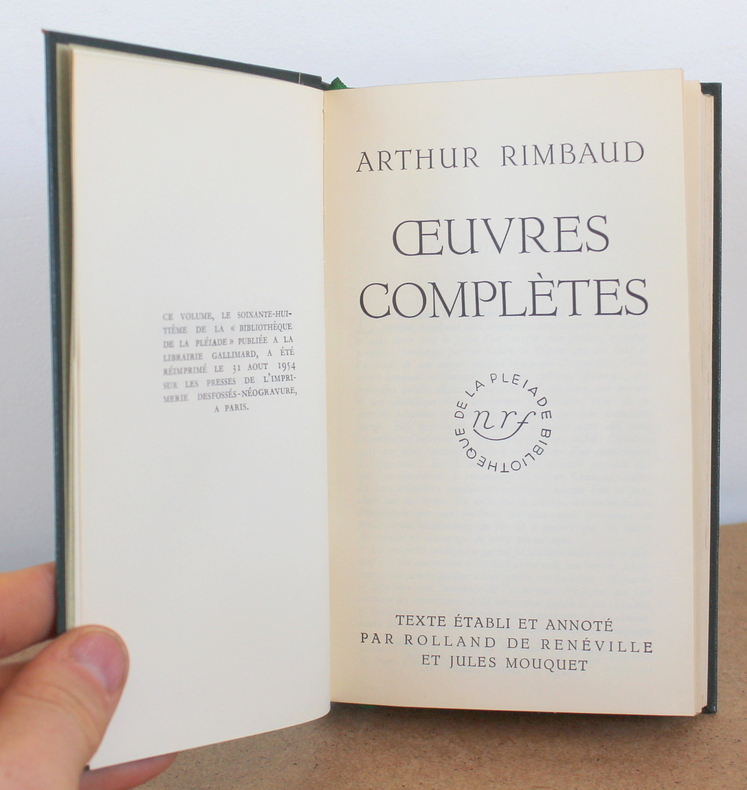 CE VOLUME, LE SOIXANTE-HUI-
TIÈME DE LA « BIBLIOTHÈQUE
DE LA PLÉIADE » PUBLIÉE A LA
LIBRAIRIE GALLIMARD, A ÉTÉ
RÉIMPRIMÉ LE 31 AOUT 1954
SUR LES PRESSES DE L'IMPRI-
MERIE DESFOSSÉS-NÉOGRAVURE,
A PARIS.
ARTHUR RIMBAUD
ŒUVRES
COMPLÈTES
BIBLIOTHEQUE DE LA PLEIADE
nrf
TEXTE ÉTABLI ET ANNOTÉ
PAR ROLLAND DE RENÉVILLE
ET JULES MOUQUET